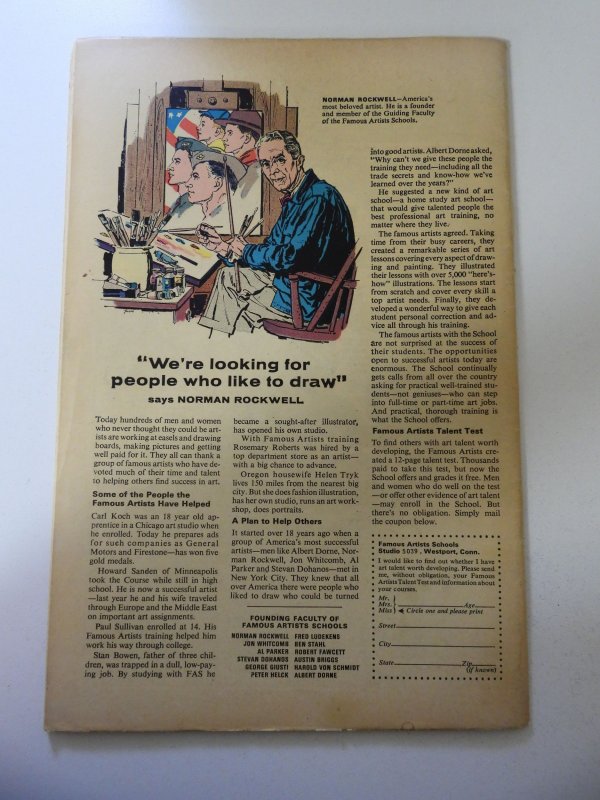 NORMAN ROCKWELL—America's
most beloved artist. He is a founder
and member of the Guiding Faculty
of the Famous Artists Schools.
"We're looking for
people who like to draw"
says NORMAN ROCKWELL
Today hundreds of men and women
who never thought they could be art-
ists are working at easels and drawing
boards, making pictures and getting
well paid for it. They all can thank a
group of famous artists who have de-
voted much of their time and talent
to helping others find success in art.
Some of the People the
Famous Artists Have Helped
Carl Koch was an 18 year old ap-
prentice in a Chicago art studio when
he enrolled. Today he prepares ads
for such companies as General
Motors and Firestone—has won five
gold medals.
Howard Sanden of Minneapolis
took the Course while still in high
school. He is now a successful artist
—last year he and his wife traveled
through Europe and the Middle East
on important art assignments.
Paul Sullivan enrolled at 14. His
Famous Artists training helped him
work his way through college.
Stan Bowen, father of three chil-
dren, was trapped in a dull, low-pay-
ing job. By studying with FAS he
became a sought-after illustrator,
has opened his own studio.
With Famous Artists training
Rosemary Roberts was hired by a
top department store as an artist—
with a big chance to advance.
Oregon housewife Helen Tryk
lives 150 miles from the nearest big
city. But she does fashion illustration,
has her own studio, runs an art work-
shop, does portraits.
A Plan to Help Others
It started over 18 years ago when a
group of America's most successful
artists—men like Albert Dorne, Nor-
man Rockwell, Jon Whitcomb, Al
Parker and Stevan Dohanos—met in
New York City. They knew that all
over America there were people who
liked to draw who could be turned
FOUNDING FACULTY OF
FAMOUS ARTISTS SCHOOLS
NORMAN ROCKWELL FRED LUDEKENS
JON WHITCOMB BEN STAHL
AL PARKER ROBERT FAWCETT
STEVAN DOHANOS AUSTIN BRIGGS
GEORGE GIUSTI HAROLD VON SCHMIDT
PETER HELCK ALBERT DORNE
into good artists. Albert Dorne asked,
"Why can't we give these people the
training they need—including all the
trade secrets and know-how we've
learned over the years?"
He suggested a new kind of art
school—a home study art school—
that would give talented people the
best professional art training, no
matter where they live.
The famous artists agreed. Taking
time from their busy careers, they
created a remarkable series of art
lessons covering every aspect of draw-
ing and painting. They illustrated
their lessons with over 5,000 "here's-
how" illustrations. The lessons start
from scratch and cover every skill a
top artist needs. Finally, they de-
veloped a wonderful way to give each
student personal correction and ad-
vice all through his training.
The famous artists with the School
are not surprised at the success of
their students. The opportunities
open to successful artists today are
enormous. The School continually
gets calls from all over the country
asking for practical well-trained stu-
dents—not geniuses—who can step
into full-time or part-time art jobs.
And practical, thorough training is
what the School offers.
Famous Artists Talent Test
To find others with art talent worth
developing, the Famous Artists cre-
ated a 12-page talent test. Thousands
paid to take this test, but now the
School offers and grades it free. Men
and women who do well on the test
—or offer other evidence of art talent
—may enroll in the School. But
there's no obligation. Simply mail
the coupon below.
Famous Artists Schools
Studio 5039, Westport, Conn.
I would like to find out whether I have
art talent worth developing. Please send
me, without obligation, your Famous
Artists Talent Test and information about
your courses.
Mr.
Mrs. Age
Miss Circle one and please print
Street
City
State Zip
(if known)